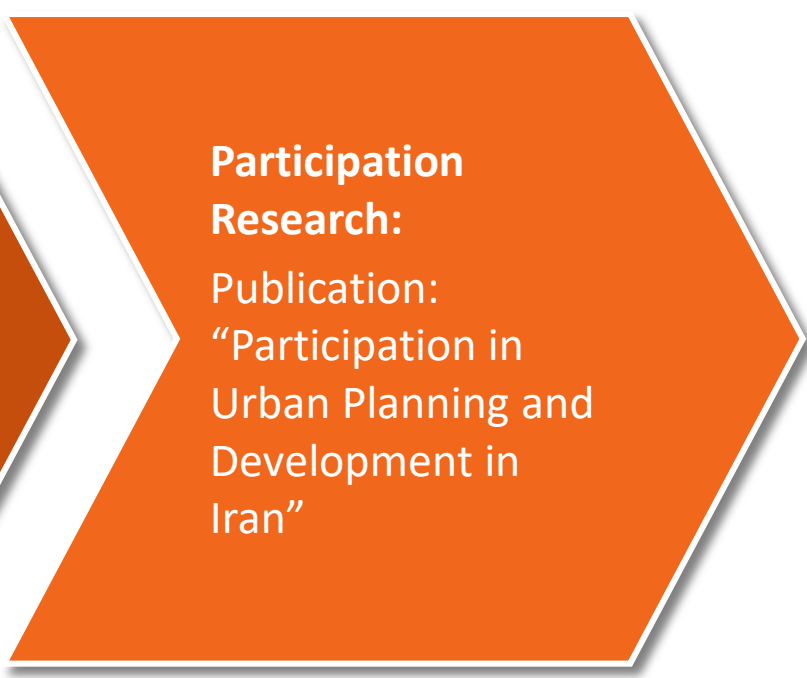 Participation
Research:
Publication:
“Participation in
Urban Planning and
Development in
Iran”